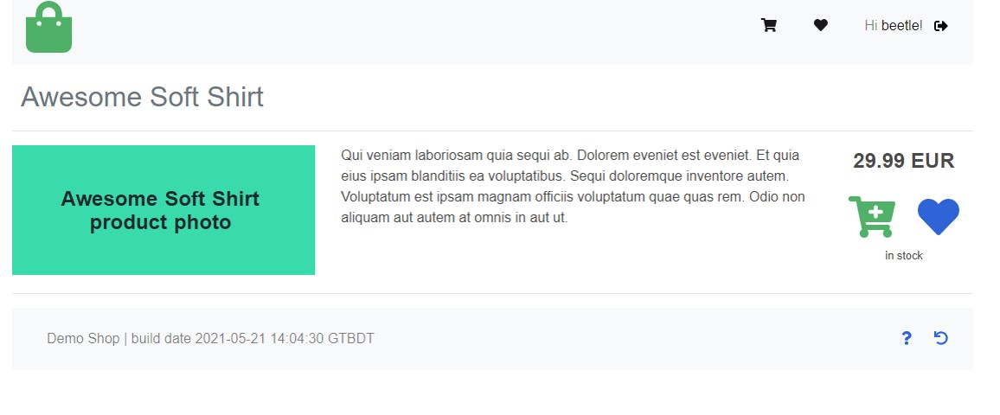 Hi beetle!
Awesome Soft Shirt
Awesome Soft Shirt
product photo
Qui veniam laboriosam quia sequi ab. Dolorem eveniet est eveniet. Et quia
eius ipsam blanditiis ea voluptatibus. Sequi doloremque inventore autem.
Voluptatum est ipsam magnam officiis voluptatum quae quas rem. Odio non
aliquam aut autem at omnis in aut ut.
29.99 EUR
in stock
Demo Shop | build date 2021-05-21 14:04:30 GTBDT
?